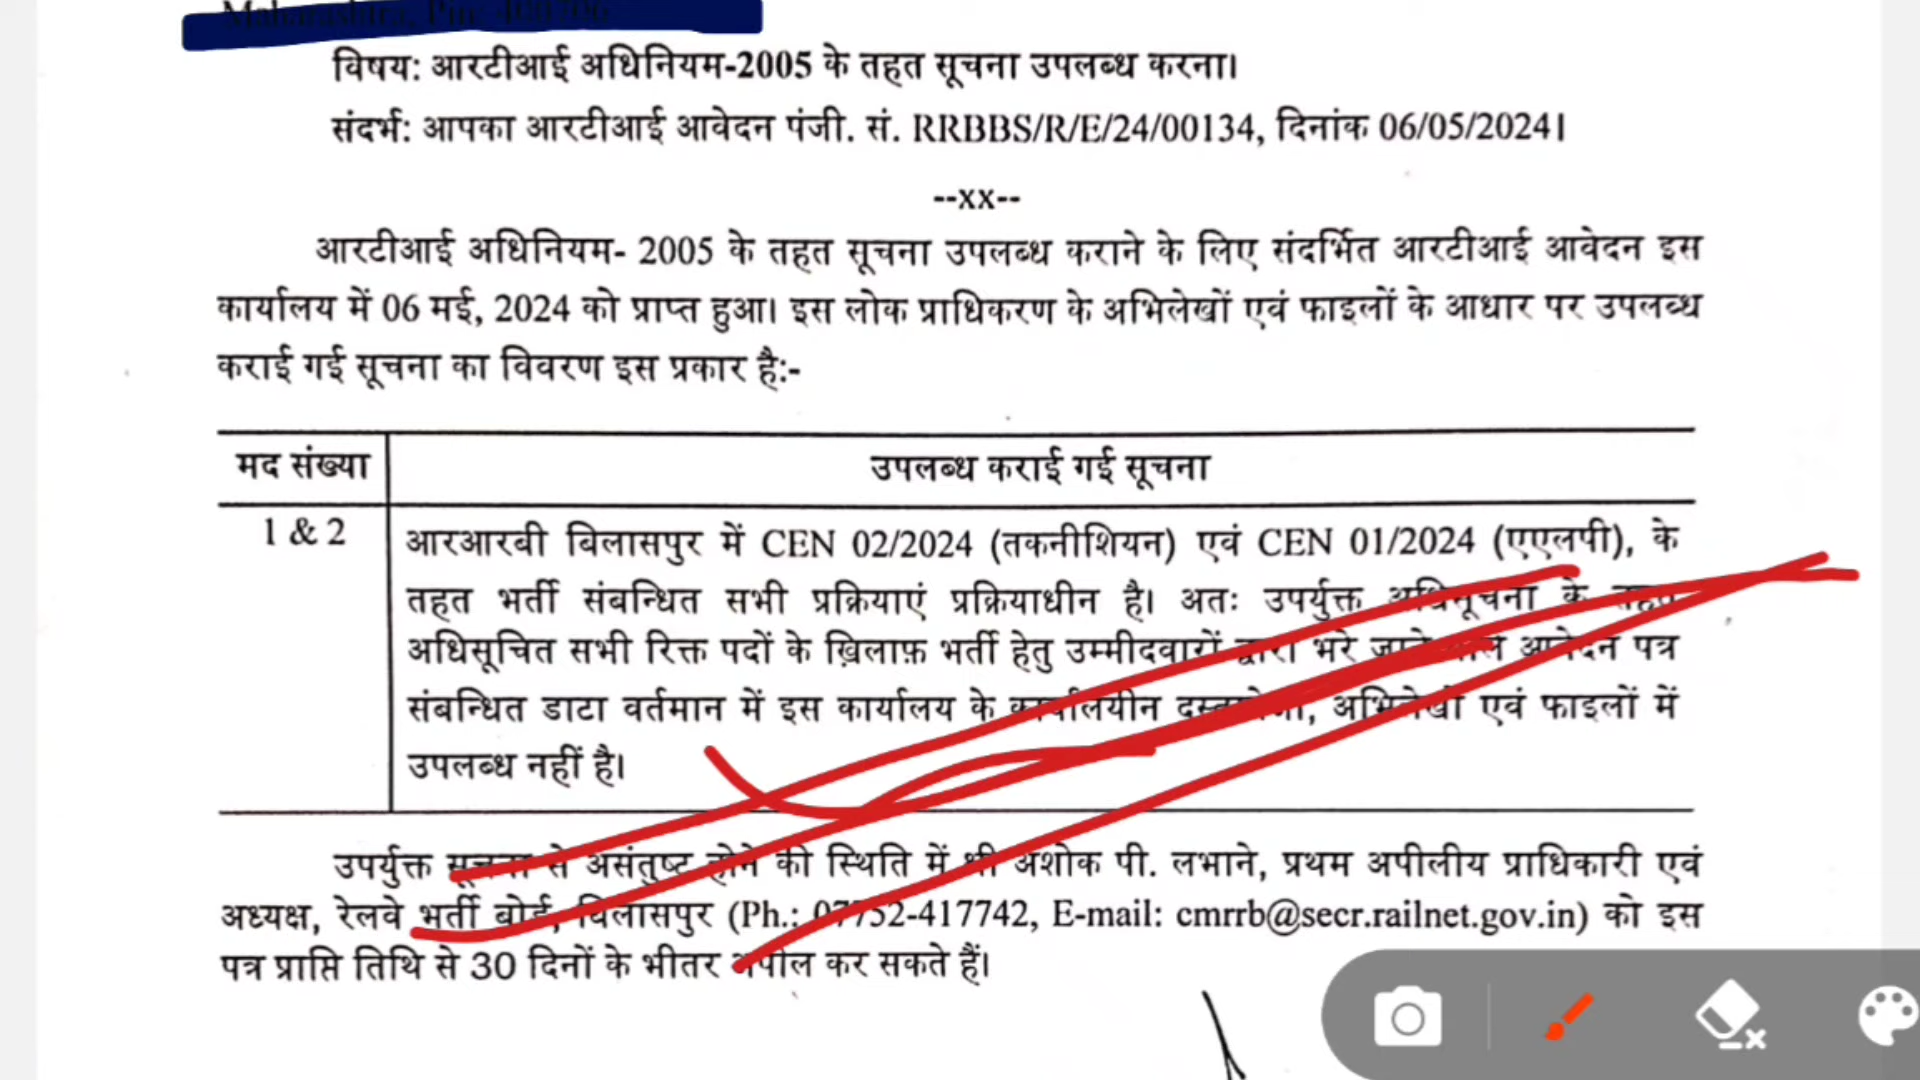 Maharashtra, Pin- 400706
विषय: आरटीआई अधिनियम-2005 के तहत सूचना उपलब्ध करना।
संदर्भ: आपका आरटीआई आवेदन पंजी. सं. RRBBS/R/E/24/00134, दिनांक 06/05/2024।
--xx--
आरटीआई अधिनियम- 2005 के तहत सूचना उपलब्ध कराने के लिए संदर्भित आरटीआई आवेदन इस
कार्यालय में 06 मई, 2024 को प्राप्त हुआ। इस लोक प्राधिकरण के अभिलेखों एवं फाइलों के आधार पर उपलब्ध
कराई गई सूचना का विवरण इस प्रकार है:-
मद संख्या उपलब्ध कराई गई सूचना
1 & 2 आरआरबी बिलासपुर में CEN 02/2024 (तकनीशियन) एवं CEN 01/2024 (एएलपी), के
तहत भर्ती संबन्धित सभी प्रक्रियाएं प्रक्रियाधीन है। अतः उपर्युक्त अधिसूचना के तहत
अधिसूचित सभी रिक्त पदों के ख़िलाफ़ भर्ती हेतु उम्मीदवारों द्वारा भरे जाने वाले आवेदन पत्र
संबन्धित डाटा वर्तमान में इस कार्यालय के कार्यालयीन दस्तावेजों, अभिलेखों एवं फाइलों में
उपलब्ध नहीं है।
उपर्युक्त सूचना से असंतुष्ट होने की स्थिति में श्री अशोक पी. लभाने, प्रथम अपीलीय प्राधिकारी एवं
अध्यक्ष, रेलवे भर्ती बोर्ड, बिलासपुर (Ph.: 07752-417742, E-mail: cmrrb@secr.railnet.gov.in) को इस
पत्र प्राप्ति तिथि से 30 दिनों के भीतर अपील कर सकते हैं।